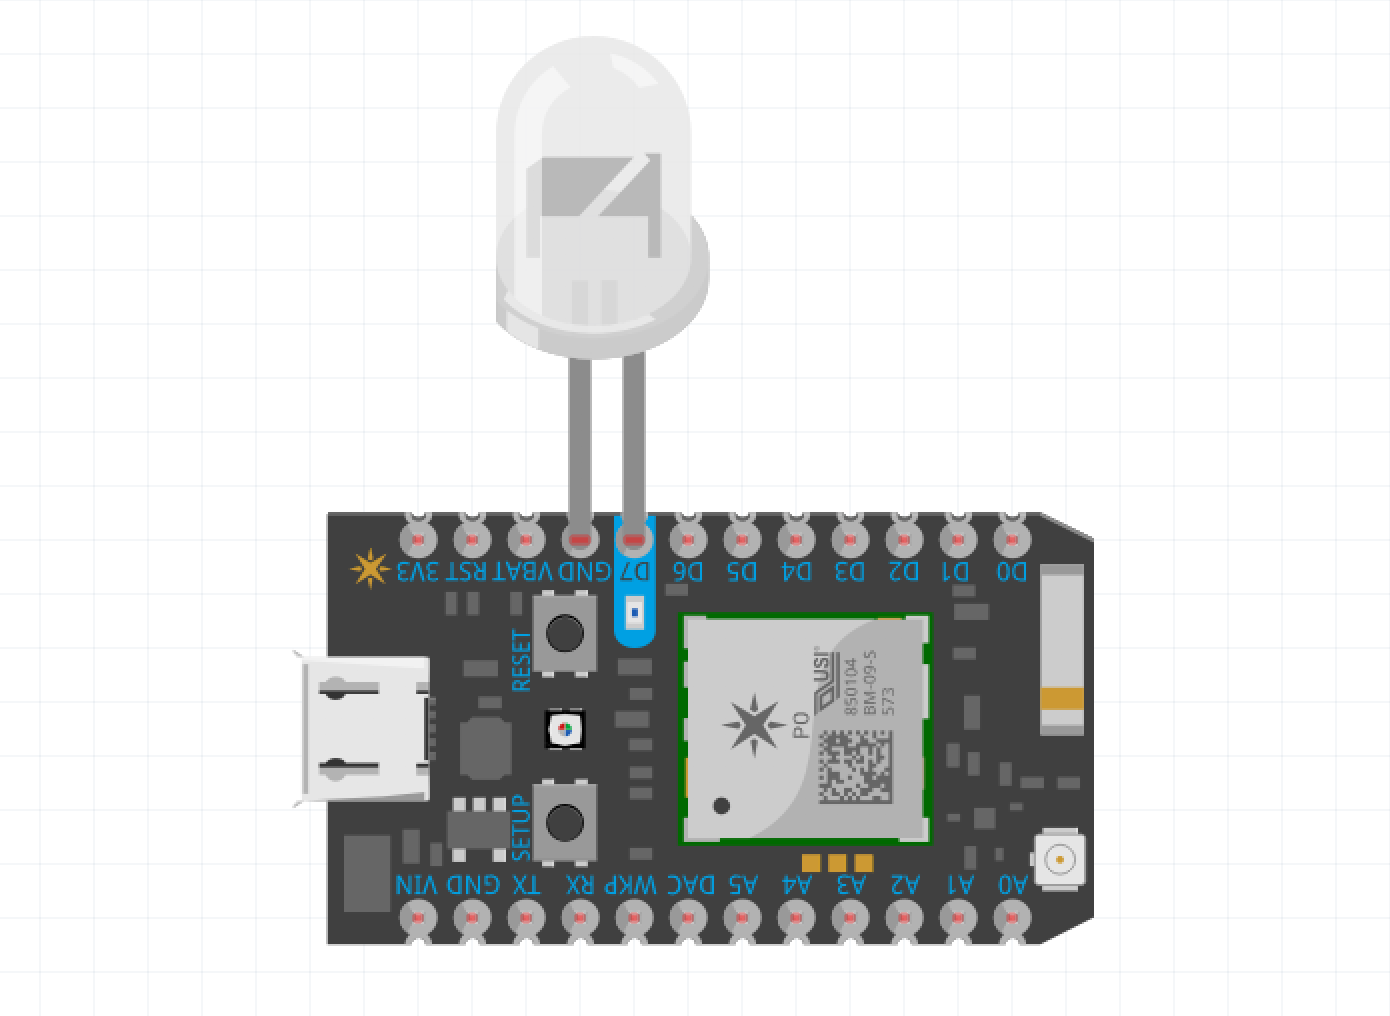 3V3 RST VBAT GND D7 D6 D5 D4 D3 D2 D1 D0
RESET
USI
850104
BM-09-S
573
P0
SETUP
VIN GND TX RX WKP DAC A5 A4 A3 A2 A1 A0